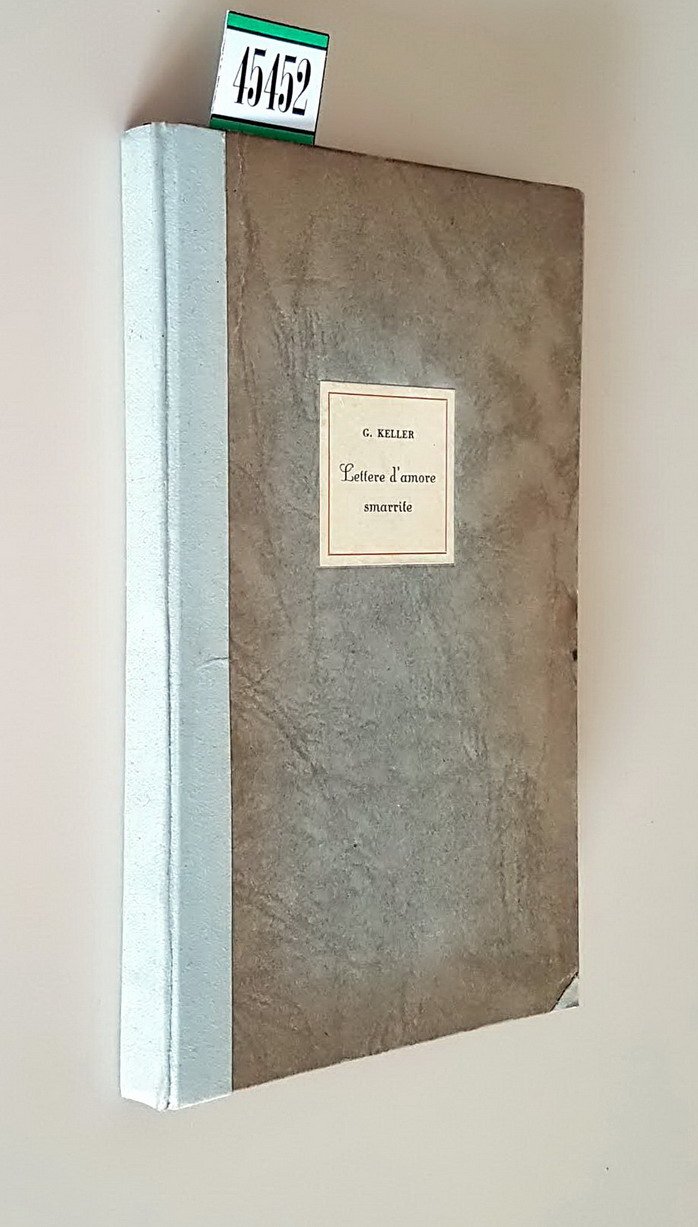 45452
G. KELLER
Lettere d'amore
smarrite